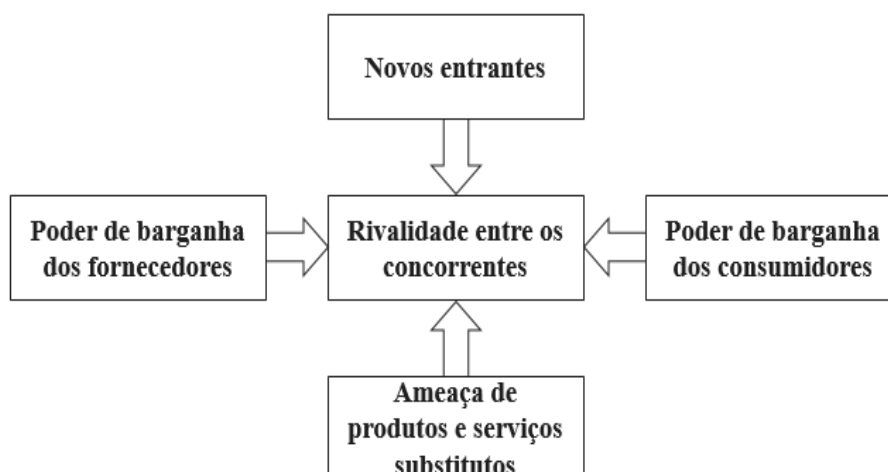 Novos entrantes
Poder de barganha
dos fornecedores
Rivalidade entre os
concorrentes
Poder de barganha
dos consumidores
Ameaça de
produtos e serviços
substitutos